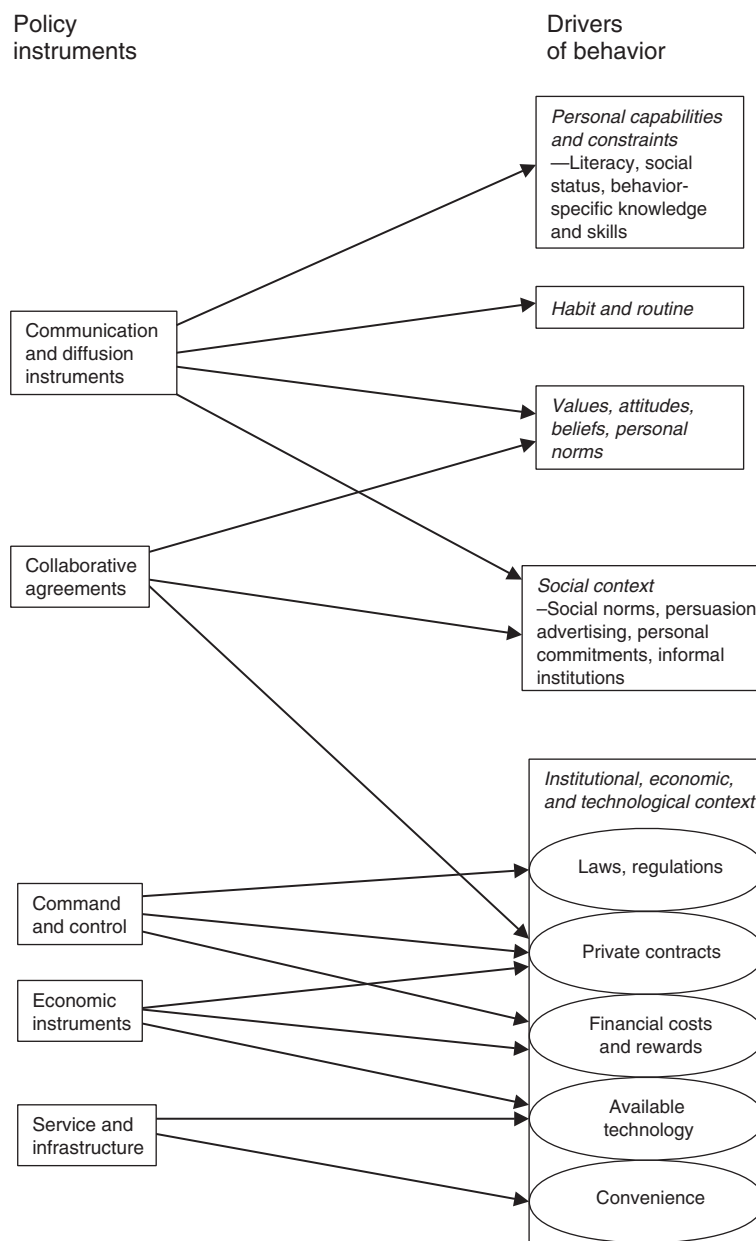 Policy
instruments
Drivers
of behavior
Personal capabilities
and constraints
—Literacy, social
status, behavior-
specific knowledge
and skills
Communication
and diffusion
instruments
Habit and routine
Values, attitudes,
beliefs, personal
norms
Collaborative
agreements
Social context
–Social norms, persuasion
advertising, personal
commitments, informal
institutions
Institutional, economic,
and technological context
Command
and control
Laws, regulations
Private contracts
Economic
instruments
Financial costs
and rewards
Service and
infrastructure
Available
technology
Convenience